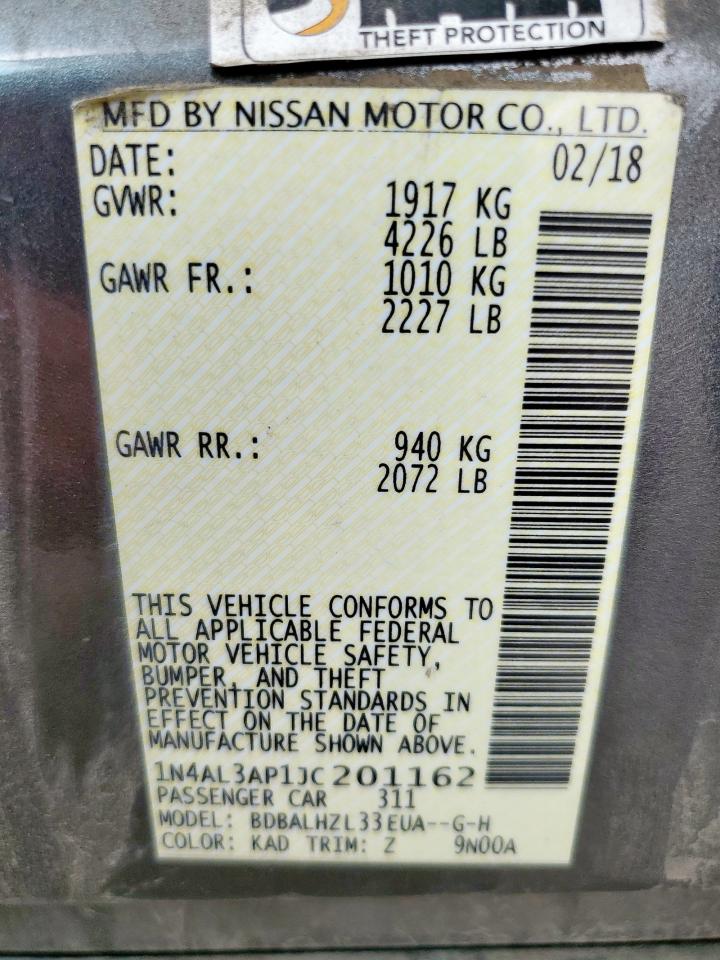 THEFT PROTECTION
MFD BY NISSAN MOTOR CO., LTD.
DATE: 02/18
GVWR: 1917 KG
4226 LB
GAWR FR.: 1010 KG
2227 LB
GAWR RR.: 940 KG
2072 LB
THIS VEHICLE CONFORMS TO
ALL APPLICABLE FEDERAL
MOTOR VEHICLE SAFETY,
BUMPER, AND THEFT
PREVENTION STANDARDS IN
EFFECT ON THE DATE OF
MANUFACTURE SHOWN ABOVE.
1N4AL3AP1JC201162
PASSENGER CAR 311
MODEL: BDBALHZL33EUA--G-H
COLOR: KAD TRIM: Z 9N00A